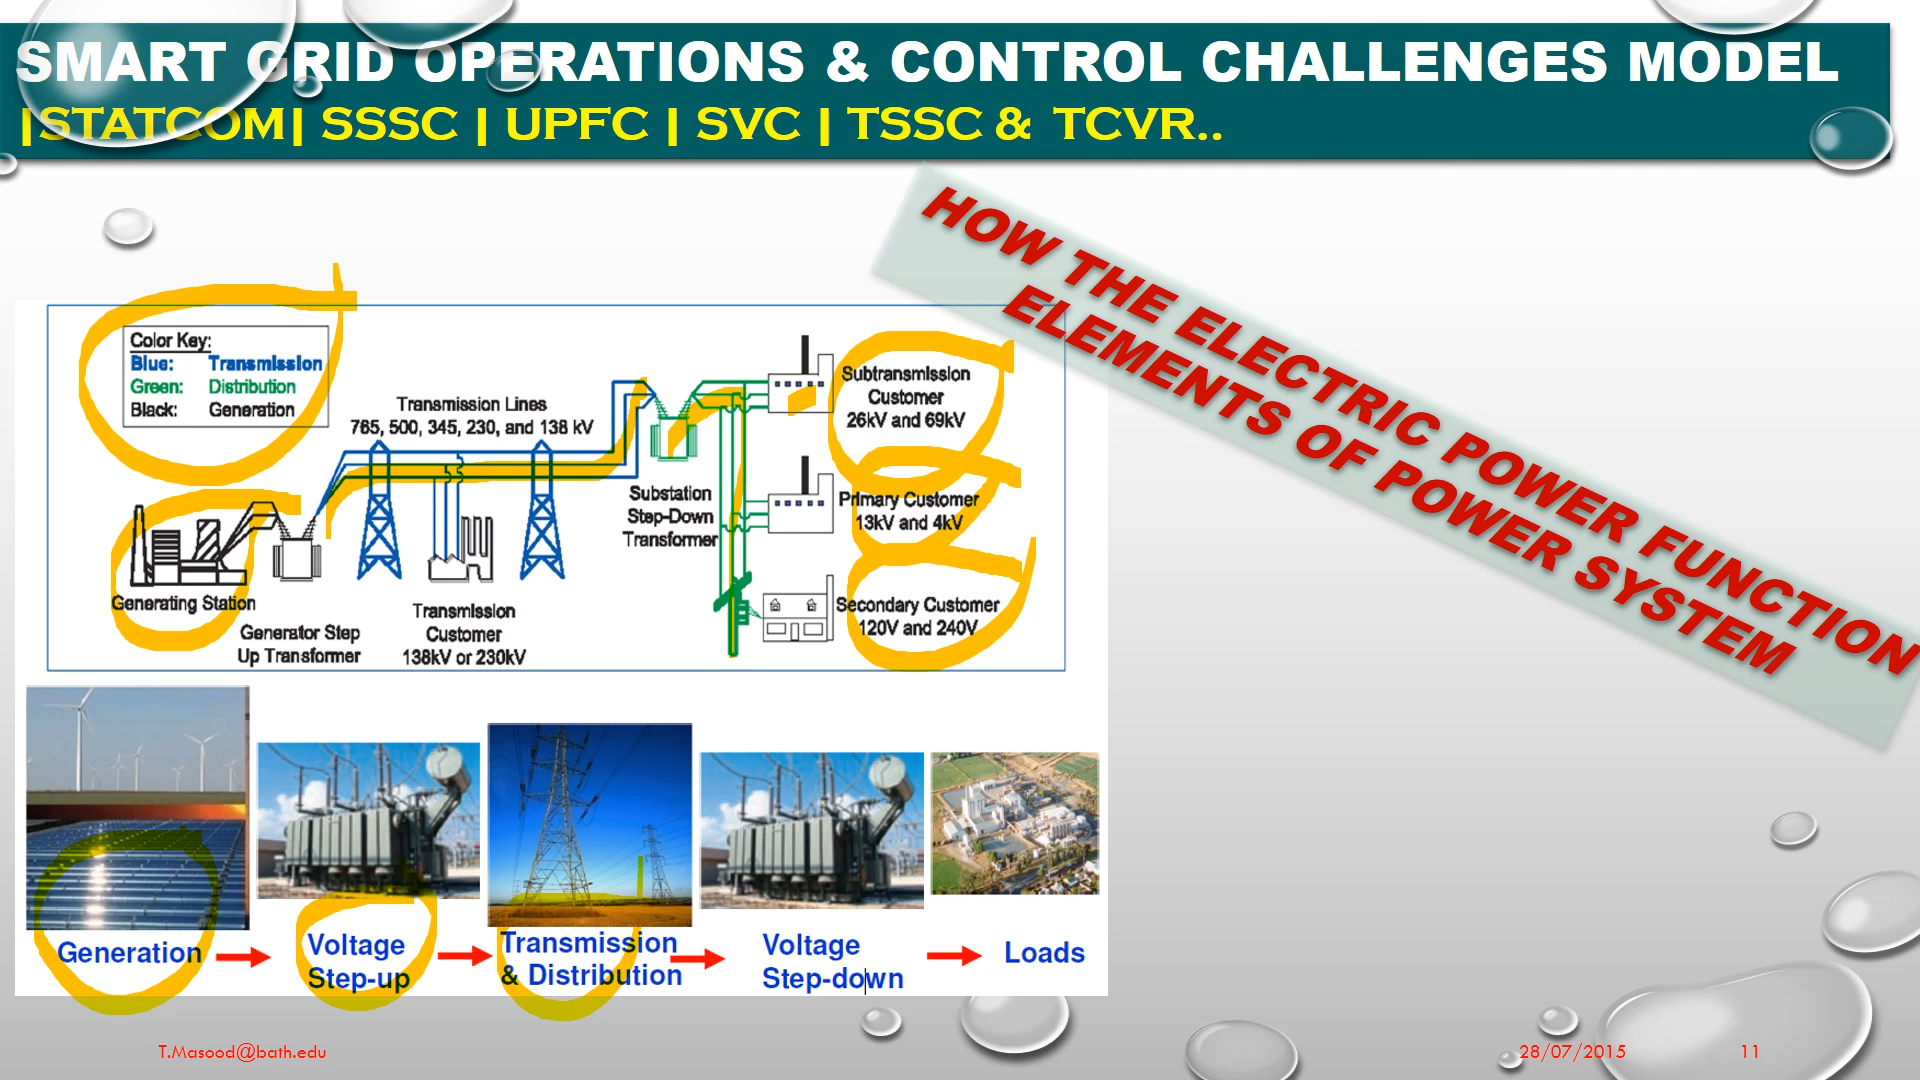 SMART GRID OPERATIONS & CONTROL CHALLENGES MODEL
|STATCOM| SSSC | UPFC | SVC | TSSC & TCVR..
HOW THE ELECTRIC POWER FUNCTION
ELEMENTS OF POWER SYSTEM
Color Key:
Blue: Transmission
Green: Distribution
Black: Generation
Transmission Lines
765, 500, 345, 230, and 138 kV
Subtransmission
Customer
26kV and 69kV
Substation
Step-Down
Transformer
Primary Customer
13kV and 4kV
Generating Station
Generator Step
Up Transformer
Transmission
Customer
138kV or 230kV
Secondary Customer
120V and 240V
Generation
Voltage
Step-up
Transmission
& Distribution
Voltage
Step-down
Loads
T.Masood@bath.edu
28/07/2015
11